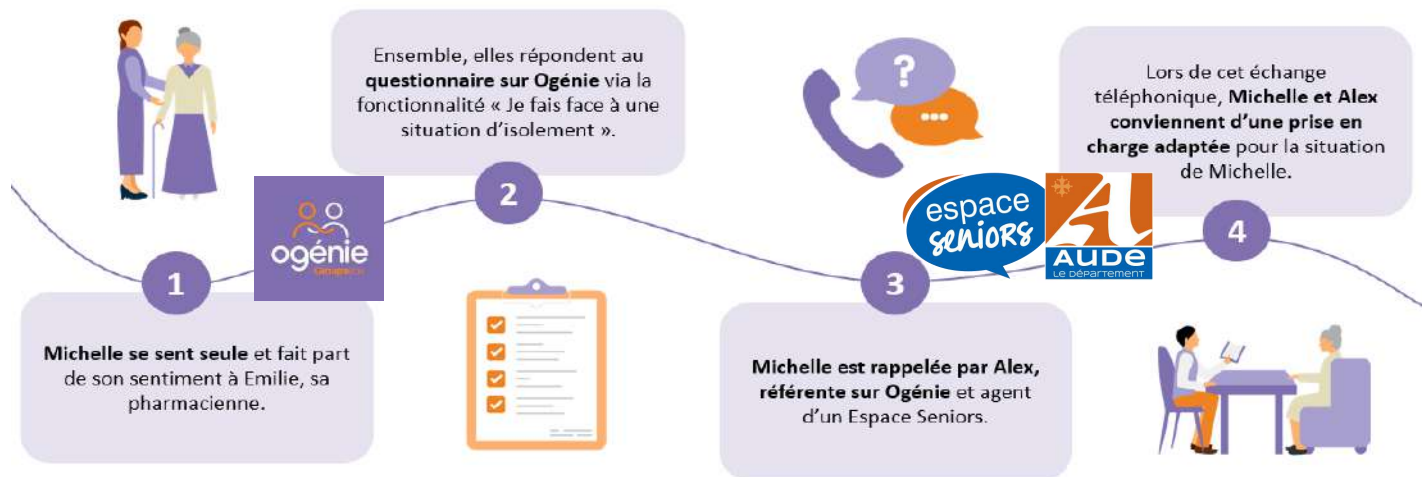 1
Michelle se sent seule et fait part
de son sentiment à Emilie, sa
pharmacienne.
ogénie
2
Ensemble, elles répondent au
questionnaire sur Ogénie via la
fonctionnalité « Je fais face à une
situation d'isolement ».
?
...
3
Michelle est rappelée par Alex,
référente sur Ogénie et agent
d'un Espace Seniors.
espace
seniors
AUDE
LE DÉPARTEMENT
4
Lors de cet échange
téléphonique, Michelle et Alex
conviennent d'une prise en
charge adaptée pour la situation
de Michelle.